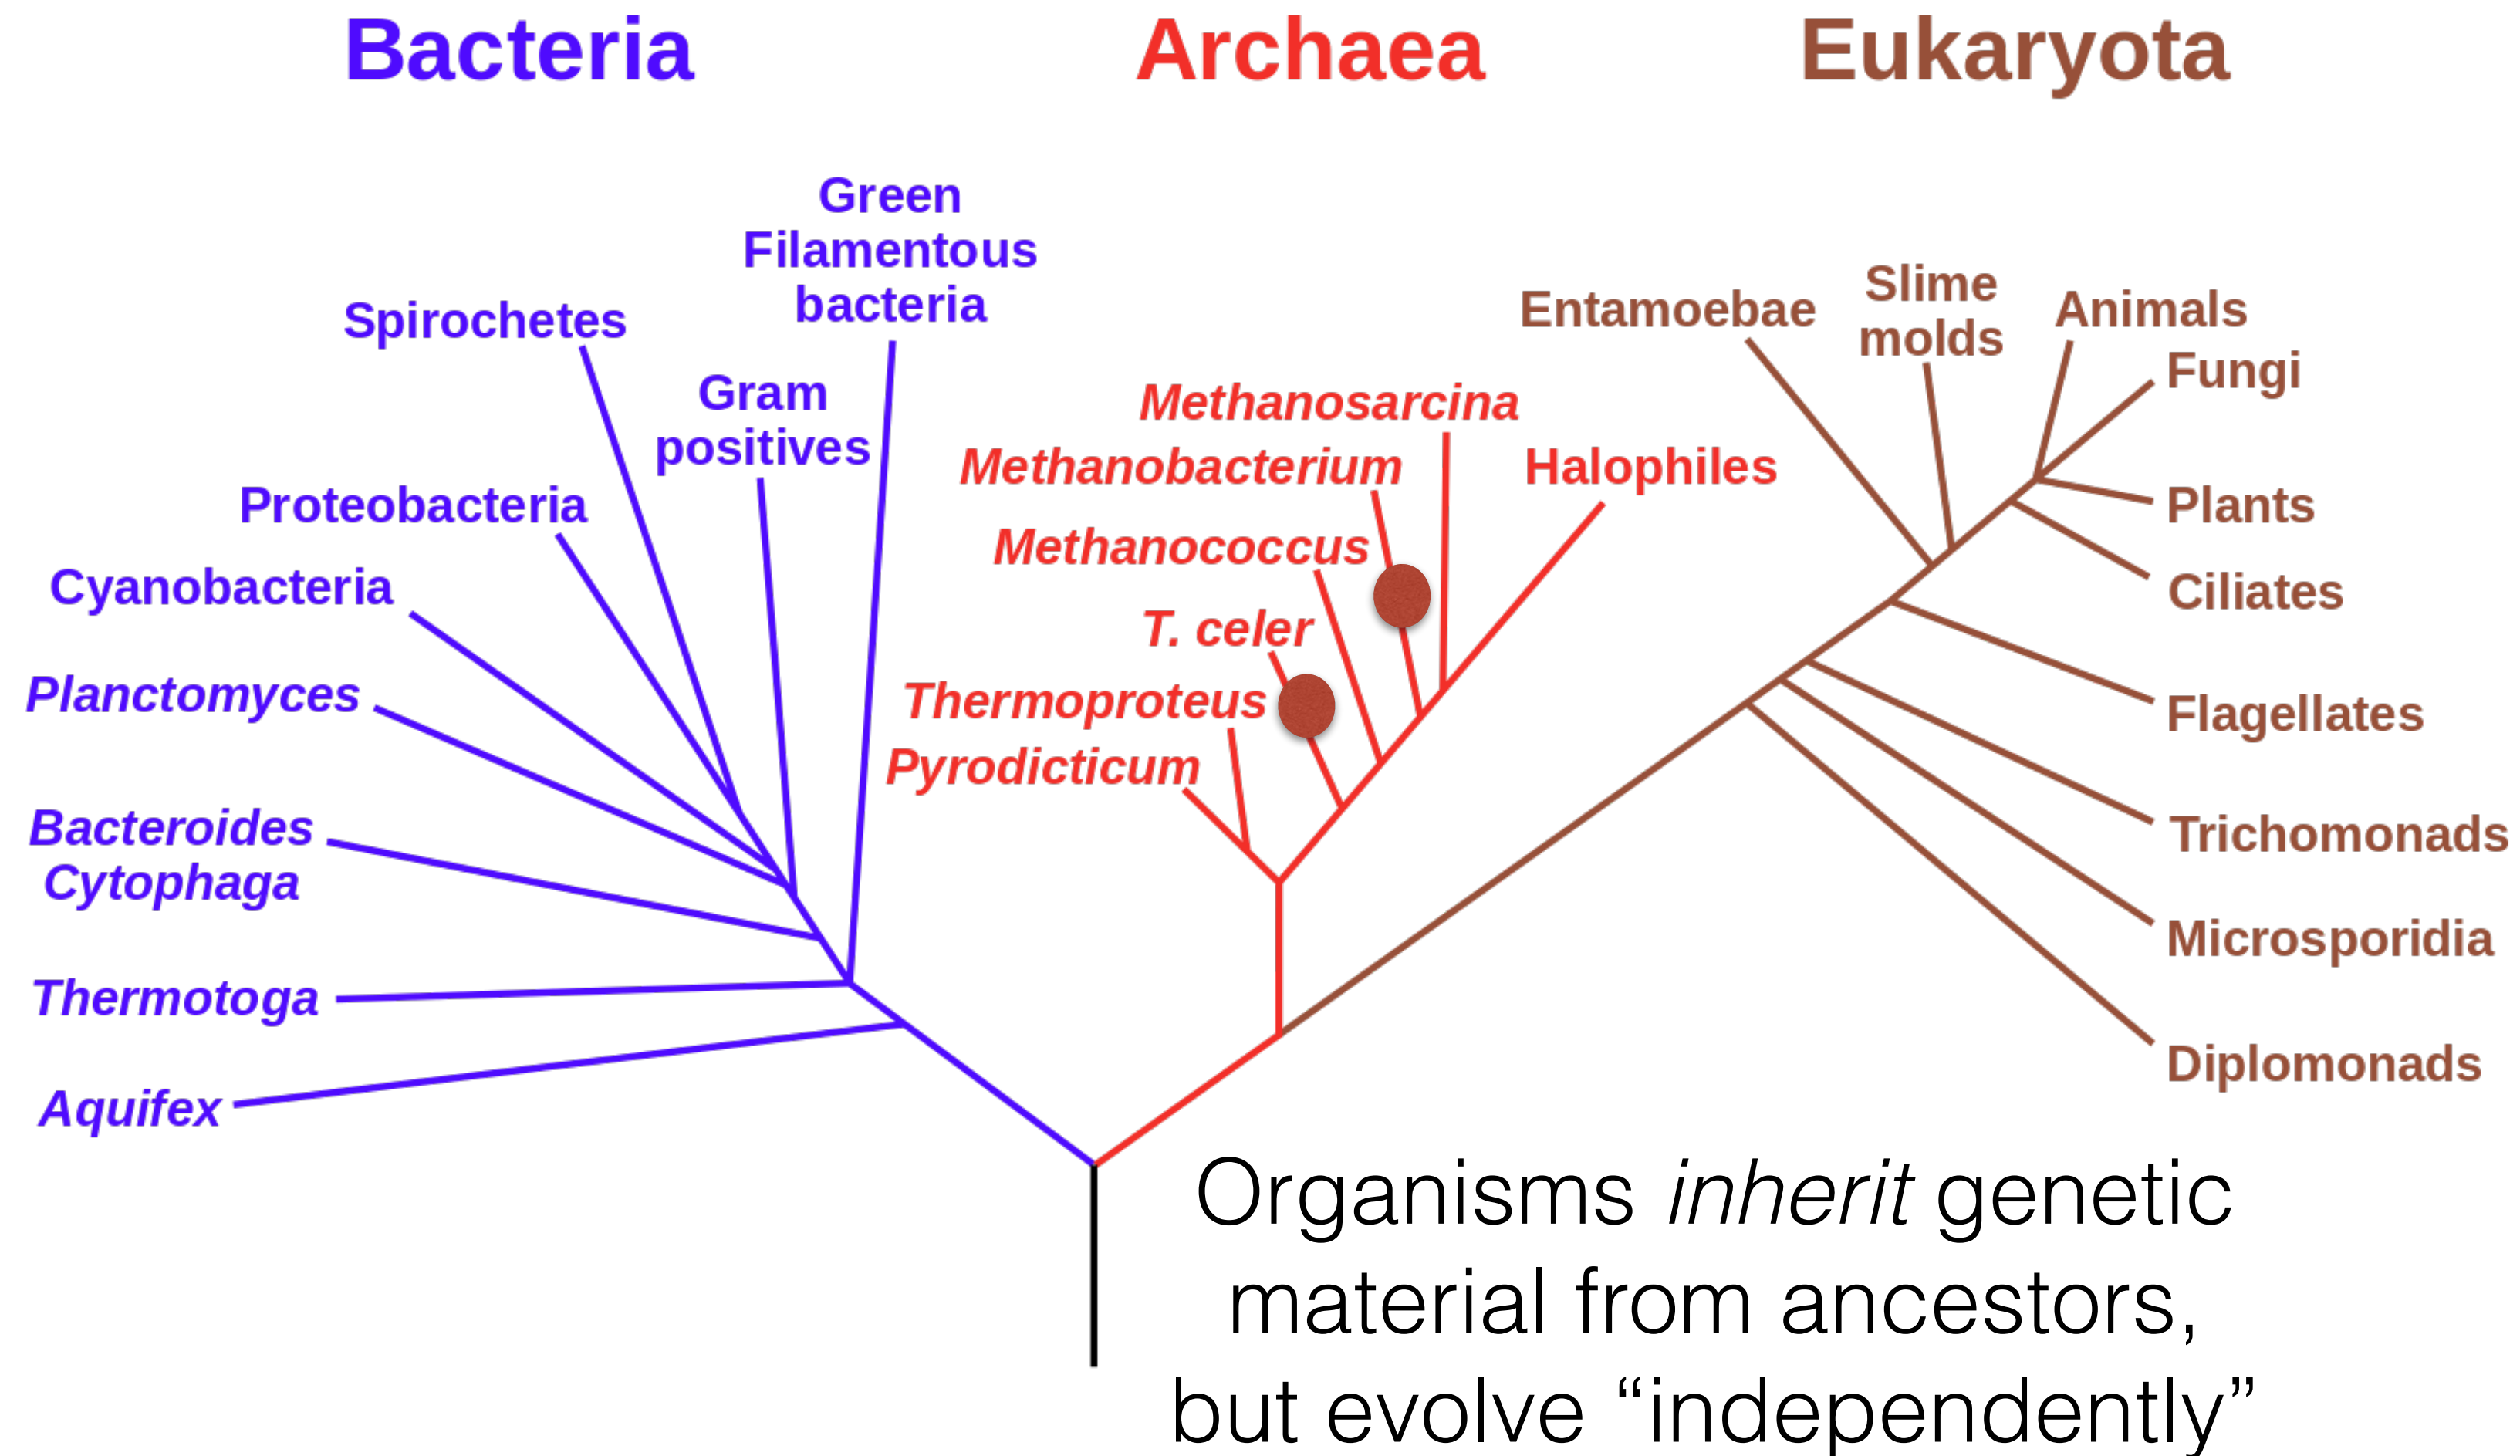 Bacteria
Archaea
Eukaryota
Green
Filamentous
bacteria
Spirochetes
Gram
positives
Proteobacteria
Cyanobacteria
Planctomyces
Bacteroides
Cytophaga
Thermotoga
Aquifex
Methanosarcina
Methanobacterium
Halophiles
Methanococcus
T. celer
Thermoproteus
Pyrodicticum
Entamoebae
Slime
molds
Animals
Fungi
Plants
Ciliates
Flagellates
Trichomonads
Microsporidia
Diplomonads
Organisms inherit genetic
material from ancestors,
but evolve “independently”